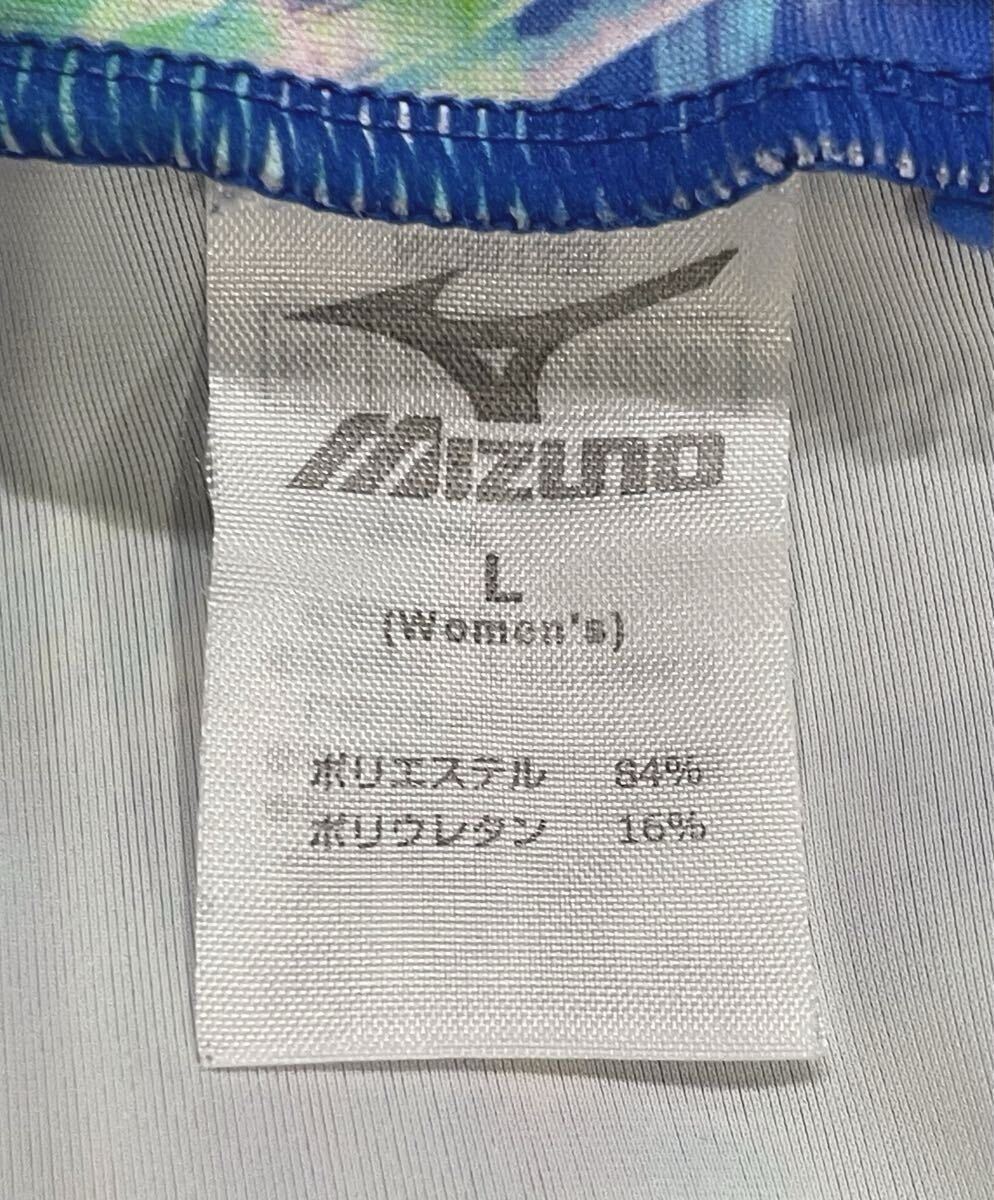 Mizuno
L
(Women's)
ポリエステル 84%
ポリウレタン 16%